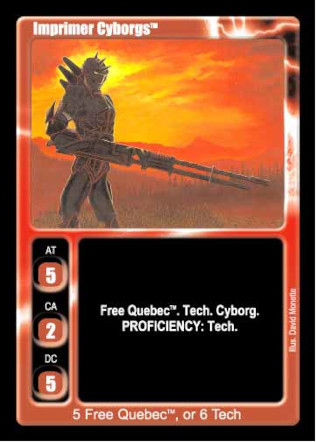 Imprimer Cyborgs™
AT
5
CA
2
DC
5
Free Quebec™. Tech. Cyborg.
PROFICIENCY: Tech.
Illus. David Monette
5 Free Quebec™, or 6 Tech